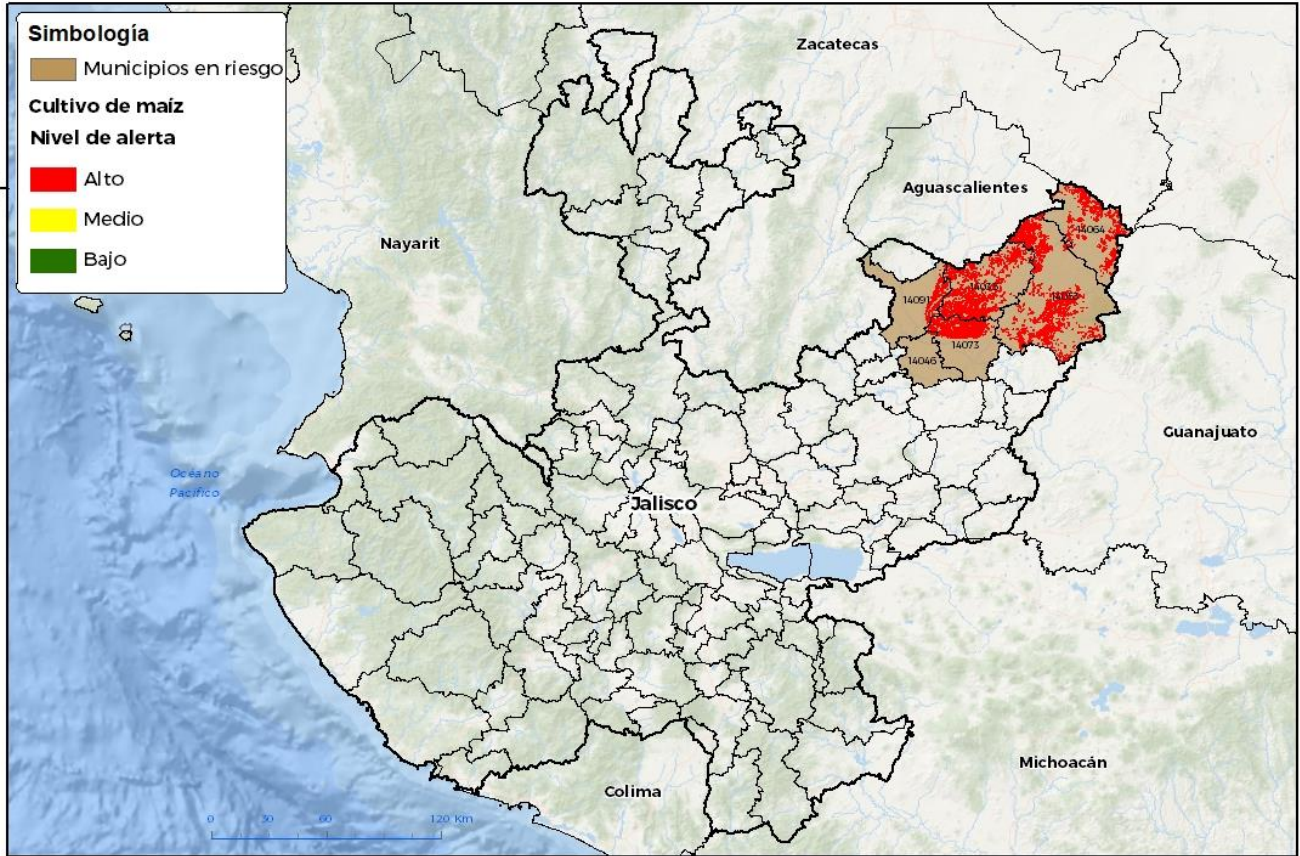 Simbología
Municipios en riesgo
Cultivo de maíz
Nivel de alerta
Alto
Medio
Bajo
Zacatecas
Aguascalientes
Nayarit
14064
14091
14073
14046
Guanajuato
Océano
Pacífico
Jalisco
Michoacán
Colima
0 30 60 120 Km